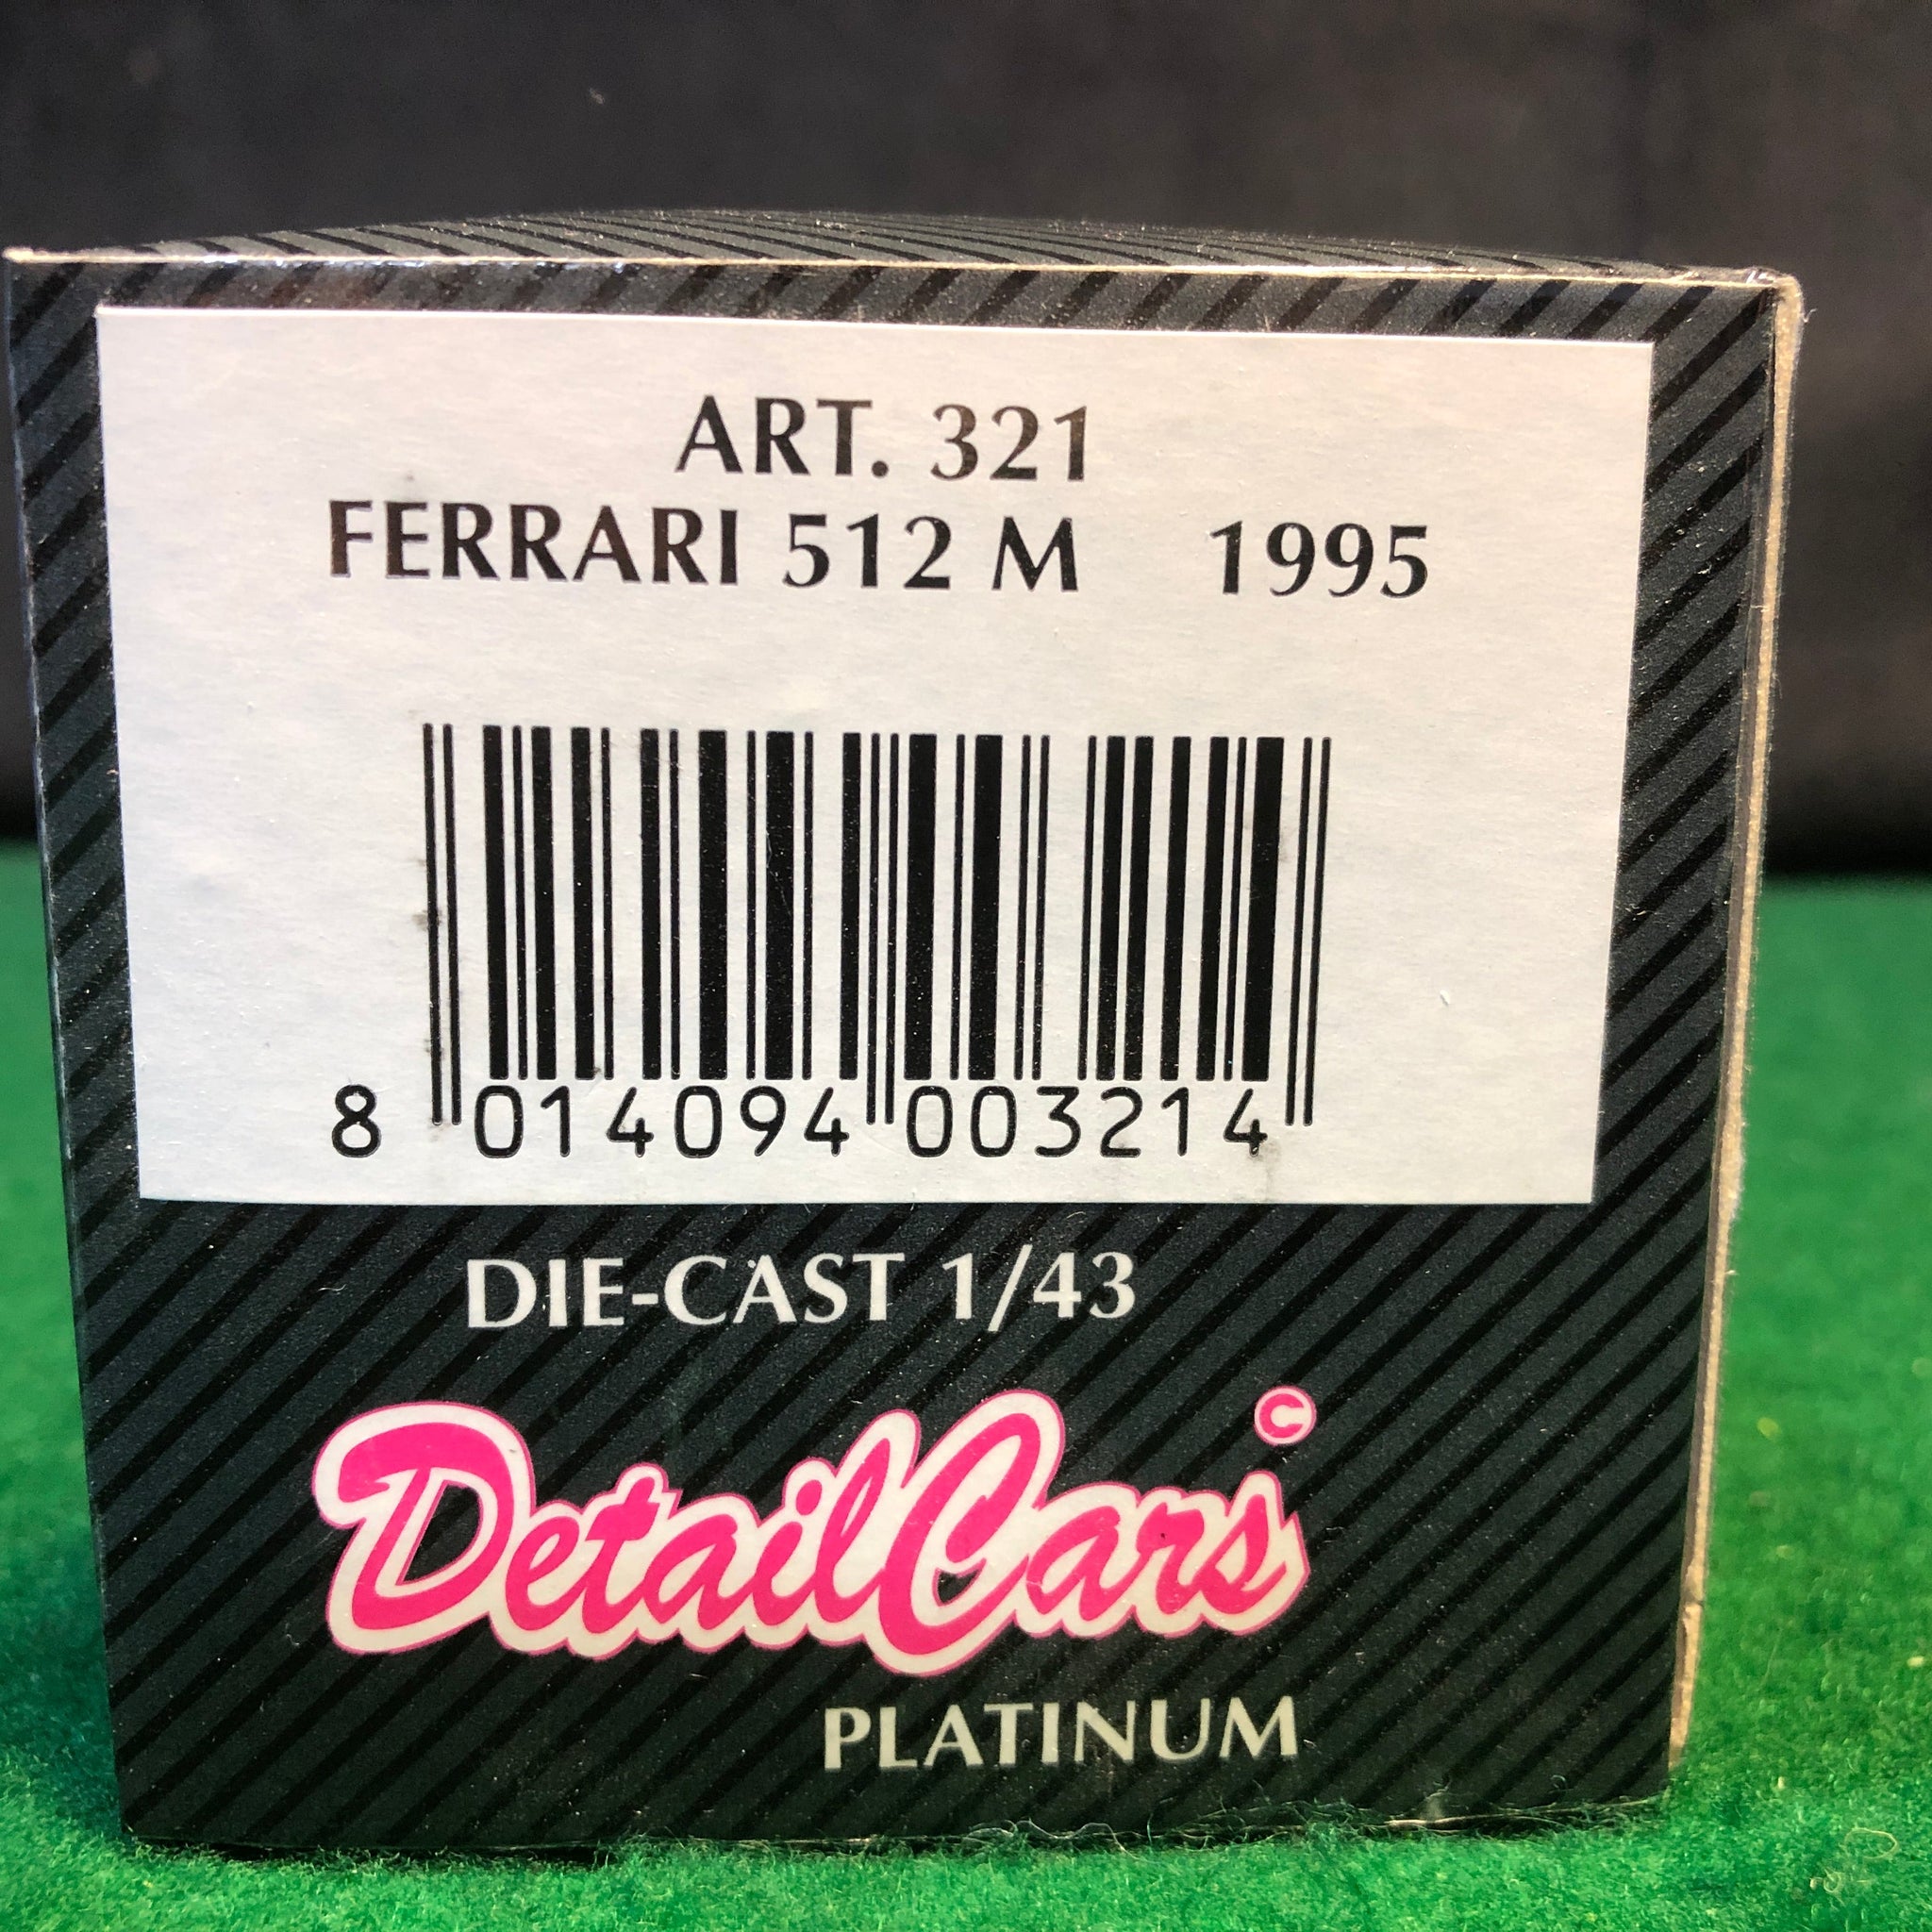 ART. 321
FERRARI 512 M 1995
8 014094 003214
DIE-CAST 1/43
DetailCars ©
PLATINUM